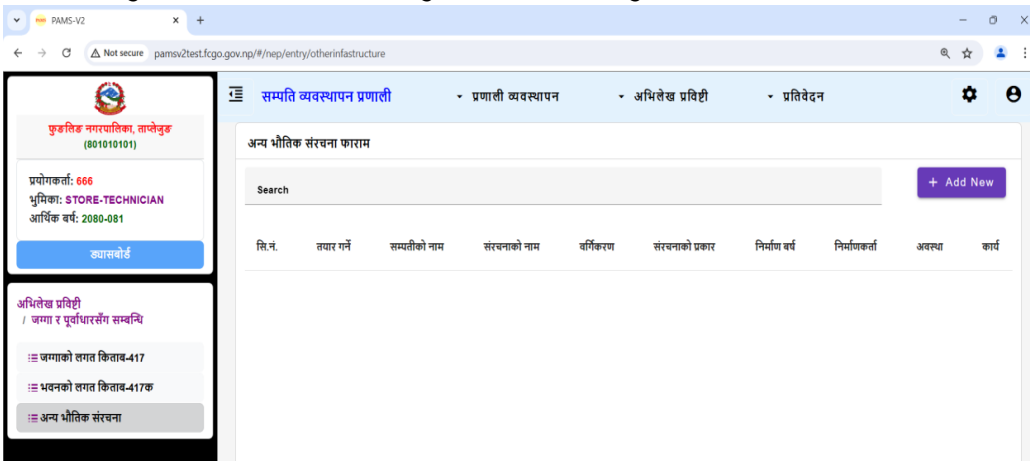 PAMS-V2
Not secure pamsv2test.fcgo.gov.np/#/nep/entry/otherinfastructure
फुङलिङ नगरपालिका, ताप्लेजुङ
(801010101)
प्रयोगकर्ता: 666
भुमिका: STORE-TECHNICIAN
आर्थिक बर्ष: 2080-081
ड्यासबोर्ड
अभिलेख प्रविष्टी
/ जग्गा र पूर्वाधारसँग सम्बन्धि
जग्गाको लगत किताब-417
भवनको लगत किताब-417क
अन्य भौतिक संरचना
सम्पति व्यवस्थापन प्रणाली प्रणाली व्यवस्थापन अभिलेख प्रविष्टी प्रतिवेदन
अन्य भौतिक संरचना फाराम
Search
+ Add New
सि.नं. तयार गर्ने सम्पतीको नाम संरचनाको नाम वर्गिकरण संरचनाको प्रकार निर्माण बर्ष निर्माणकर्ता अवस्था कार्य